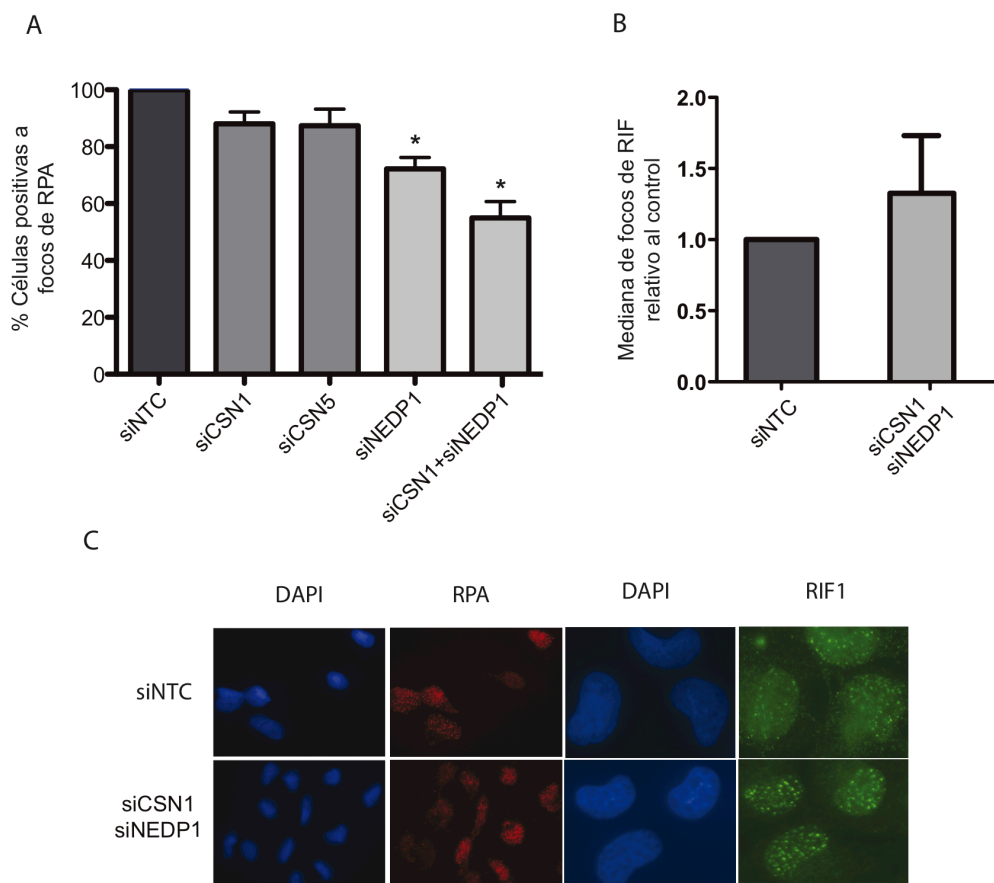 A
% Células positivas a
focos de RPA
100
80
60
40
20
0
*
*
siNTC
siCSN1
siCSN5
siNEDP1
siCSN1+siNEDP1
B
Mediana de focos de RIF
relativo al control
2.0
1.5
1.0
0.5
0.0
siNTC
siCSN1
siNEDP1
C
DAPI
RPA
DAPI
RIF1
siNTC
siCSN1
siNEDP1